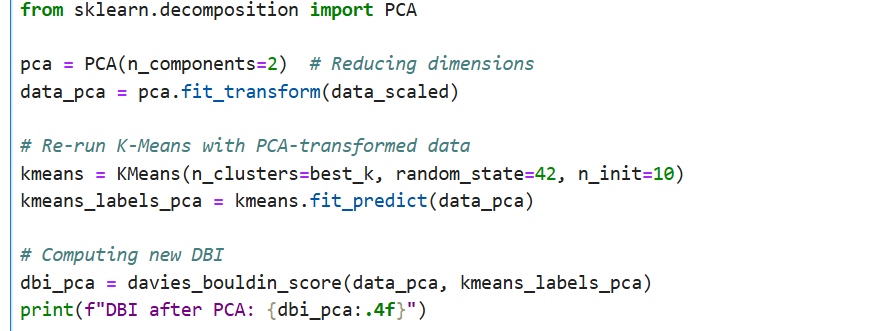 from sklearn.decomposition import PCA
pca = PCA(n_components=2)  # Reducing dimensions
data_pca = pca.fit_transform(data_scaled)
# Re-run K-Means with PCA-transformed data
kmeans = KMeans(n_clusters=best_k, random_state=42, n_init=10)
kmeans_labels_pca = kmeans.fit_predict(data_pca)
# Computing new DBI
dbi_pca = davies_bouldin_score(data_pca, kmeans_labels_pca)
print(f"DBI after PCA: {dbi_pca:.4f}")